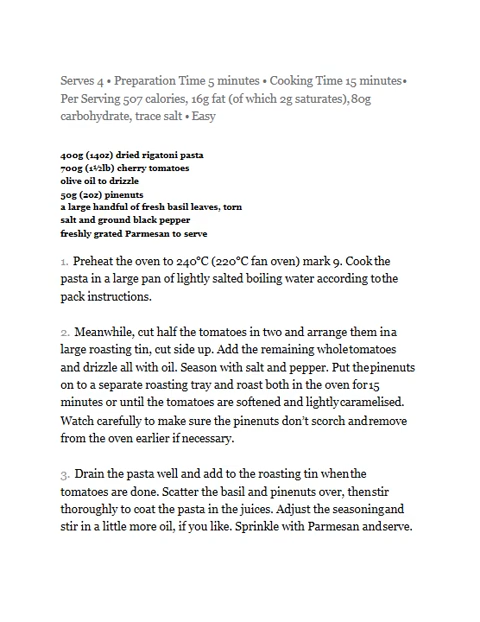 Serves 4 • Preparation Time 5 minutes • Cooking Time 15 minutes•
Per Serving 507 calories, 16g fat (of which 2g saturates), 80g
carbohydrate, trace salt • Easy
400g (14oz) dried rigatoni pasta
700g (1½lb) cherry tomatoes
olive oil to drizzle
50g (2oz) pinenuts
a large handful of fresh basil leaves, torn
salt and ground black pepper
freshly grated Parmesan to serve
1. Preheat the oven to 240°C (220°C fan oven) mark 9. Cook the
pasta in a large pan of lightly salted boiling water according to the
pack instructions.
2. Meanwhile, cut half the tomatoes in two and arrange them in a
large roasting tin, cut side up. Add the remaining whole tomatoes
and drizzle all with oil. Season with salt and pepper. Put the pinenuts
on to a separate roasting tray and roast both in the oven for 15
minutes or until the tomatoes are softened and lightly caramelised.
Watch carefully to make sure the pinenuts don't scorch and remove
from the oven earlier if necessary.
3. Drain the pasta well and add to the roasting tin when the
tomatoes are done. Scatter the basil and pinenuts over, then stir
thoroughly to coat the pasta in the juices. Adjust the seasoning and
stir in a little more oil, if you like. Sprinkle with Parmesan and serve.